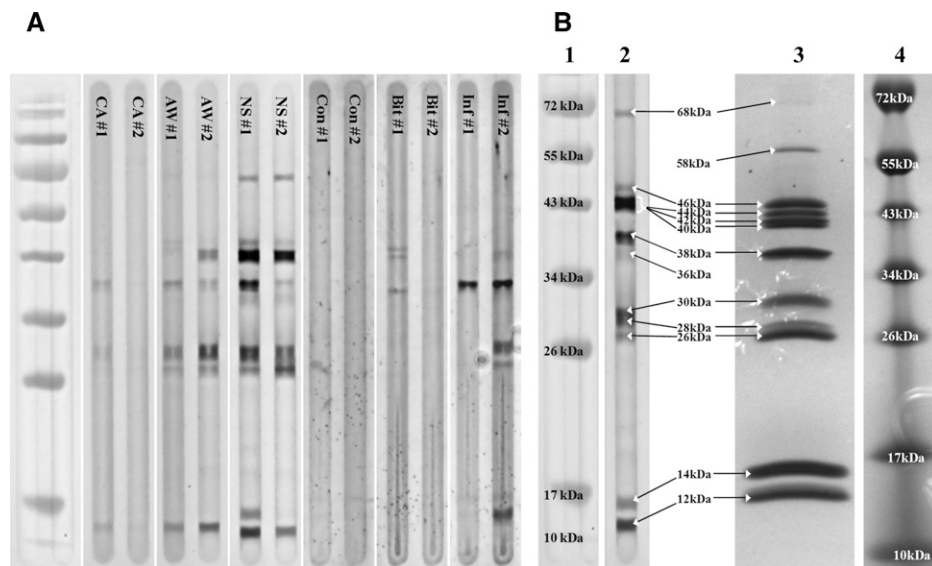 A
CA #1
CA #2
AW #1
AW #2
NS #1
NS #2
Con #1
Con #2
Bit #1
Bit #2
Inf #1
Inf #2
B
1
2
3
4
72 kDa
55 kDa
43 kDa
34 kDa
26 kDa
17 kDa
10 kDa
68kDa
58kDa
46kDa
44kDa
42kDa
40kDa
38kDa
36kDa
30kDa
28kDa
26kDa
14kDa
12kDa
72kDa
55kDa
43kDa
34kDa
26kDa
17kDa
10kDa